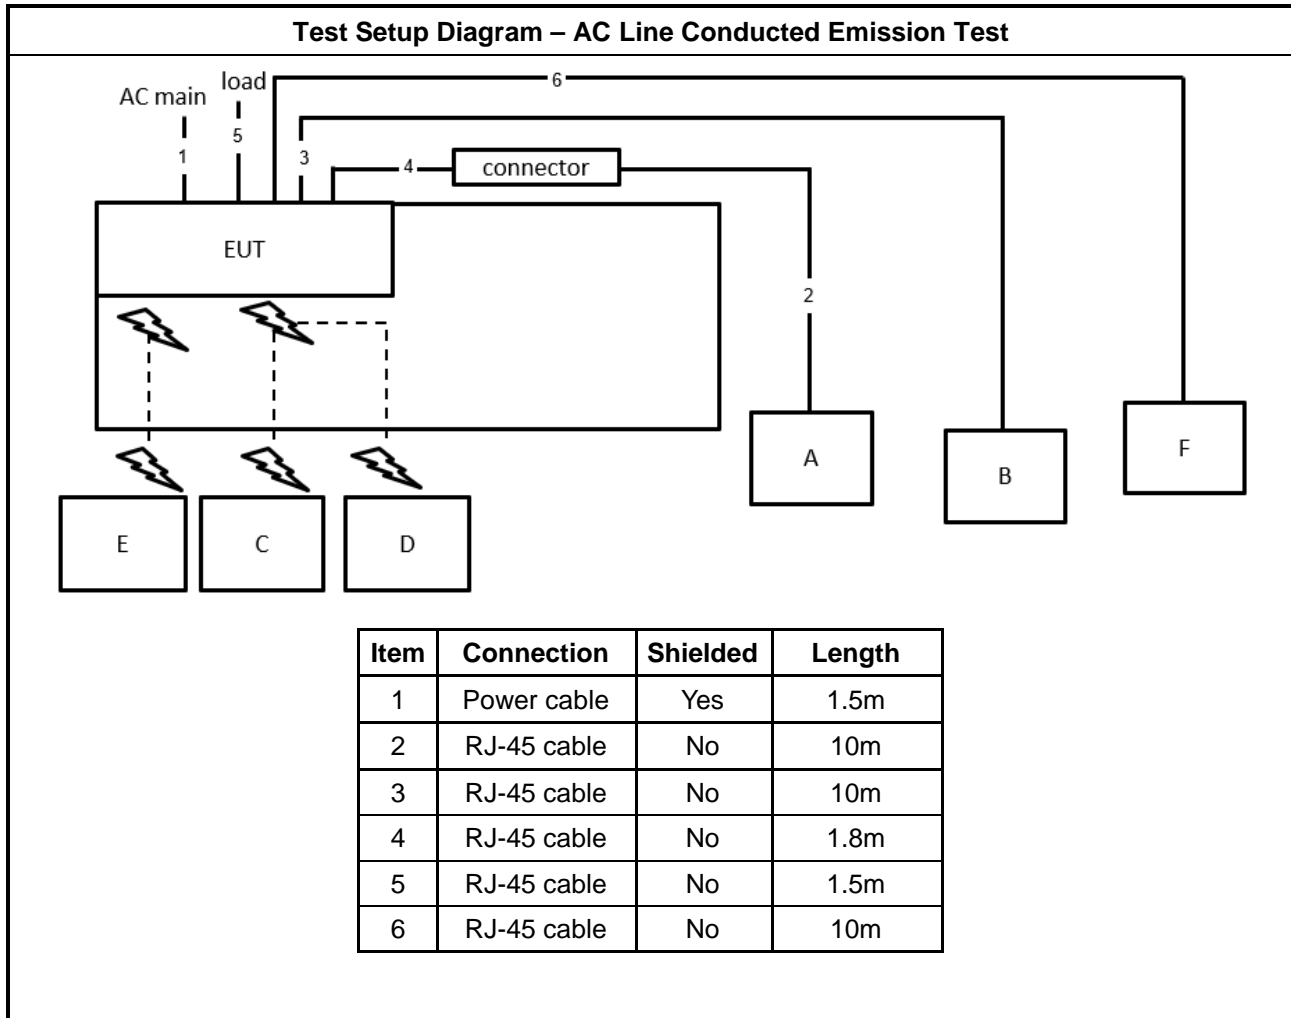 Test Setup Diagram – AC Line Conducted Emission Test
AC main
load
6
1
5
3
4
connector
2
EUT
A
B
F
E
C
D
Item Connection Shielded Length
1 Power cable Yes 1.5m
2 RJ-45 cable No 10m
3 RJ-45 cable No 10m
4 RJ-45 cable No 1.8m
5 RJ-45 cable No 1.5m
6 RJ-45 cable No 10m